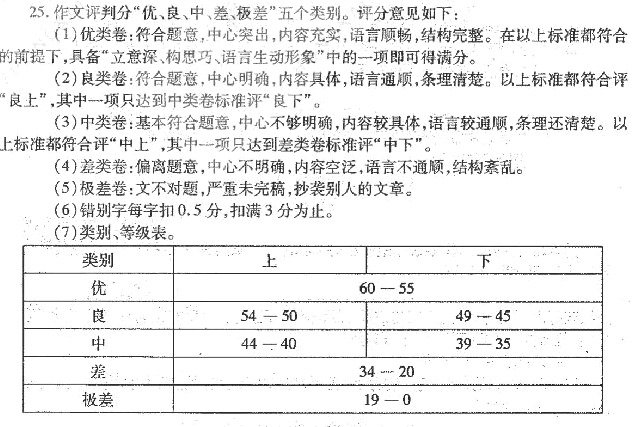 25.作文评判分“优、良、中、差、极差”五个类别。评分意见如下:
(1)优类卷:符合题意,中心突出,内容充实,语言顺畅,结构完整。在以上标准都符合
的前提下,具备“立意深、构思巧、语言生动形象”中的一项即可得满分。
(2)良类卷:符合题意,中心明确,内容具体,语言通顺,条理清楚。以上标准都符合评
“良上”,其中一项只达到中类卷标准评“良下”。
(3)中类卷:基本符合题意,中心不够明确,内容较具体,语言较通顺,条理还清楚。以
上标准都符合评“中上”,其中一项只达到差类卷标准评“中下”。
(4)差类卷:偏离题意,中心不明确,内容空泛,语言不通顺,结构紊乱。
(5)极差卷:文不对题,严重未完稿,抄袭别人的文章。
(6)错别字每字扣0.5分,扣满3分为止。
(7)类别、等级表。
类别 上 下
优 60—55
良 54—50 49—45
中 44—40 39—35
差 34—20
极差 19—0